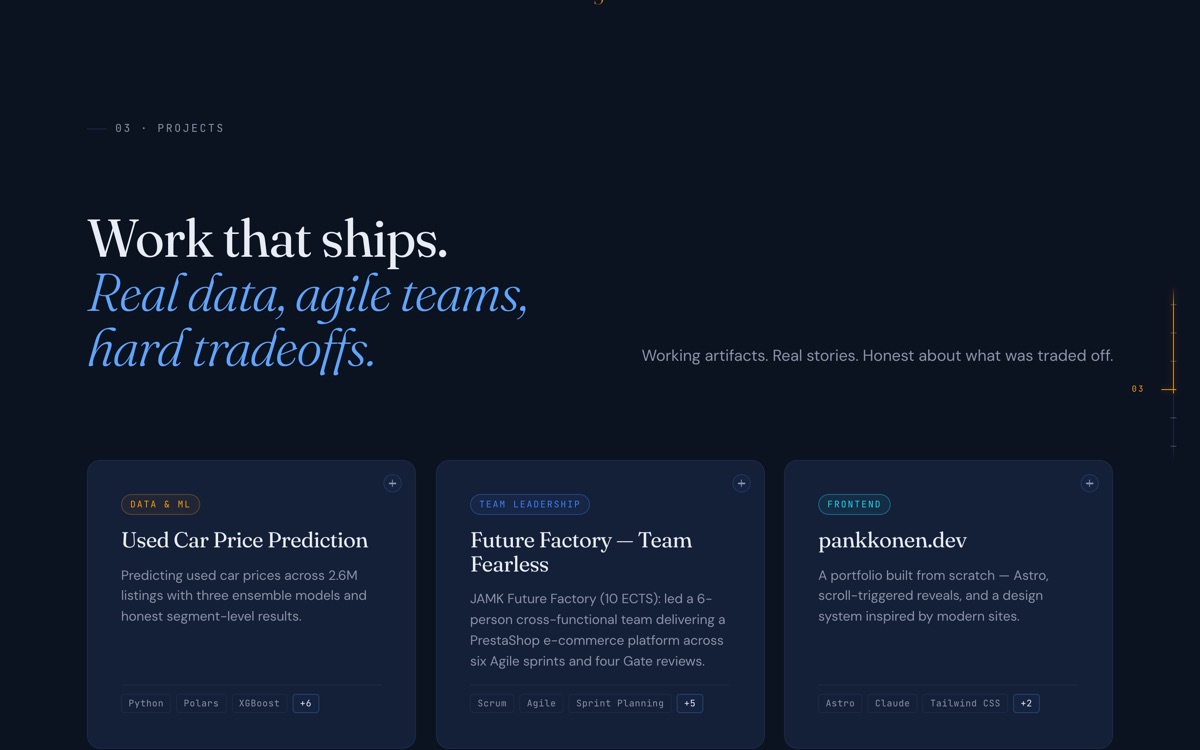 03 · PROJECTS
Work that ships.
Real data, agile teams,
hard tradeoffs.
Working artifacts. Real stories. Honest about what was traded off.
03
DATA & ML
Used Car Price Prediction
Predicting used car prices across 2.6M
listings with three ensemble models and
honest segment-level results.
Python Polars XGBoost +6
TEAM LEADERSHIP
Future Factory — Team
Fearless
JAMK Future Factory (10 ECTS): led a 6-
person cross-functional team delivering a
PrestaShop e-commerce platform across
six Agile sprints and four Gate reviews.
Scrum Agile Sprint Planning +5
FRONTEND
pankkonen.dev
A portfolio built from scratch — Astro,
scroll-triggered reveals, and a design
system inspired by modern sites.
Astro Claude Tailwind CSS +2